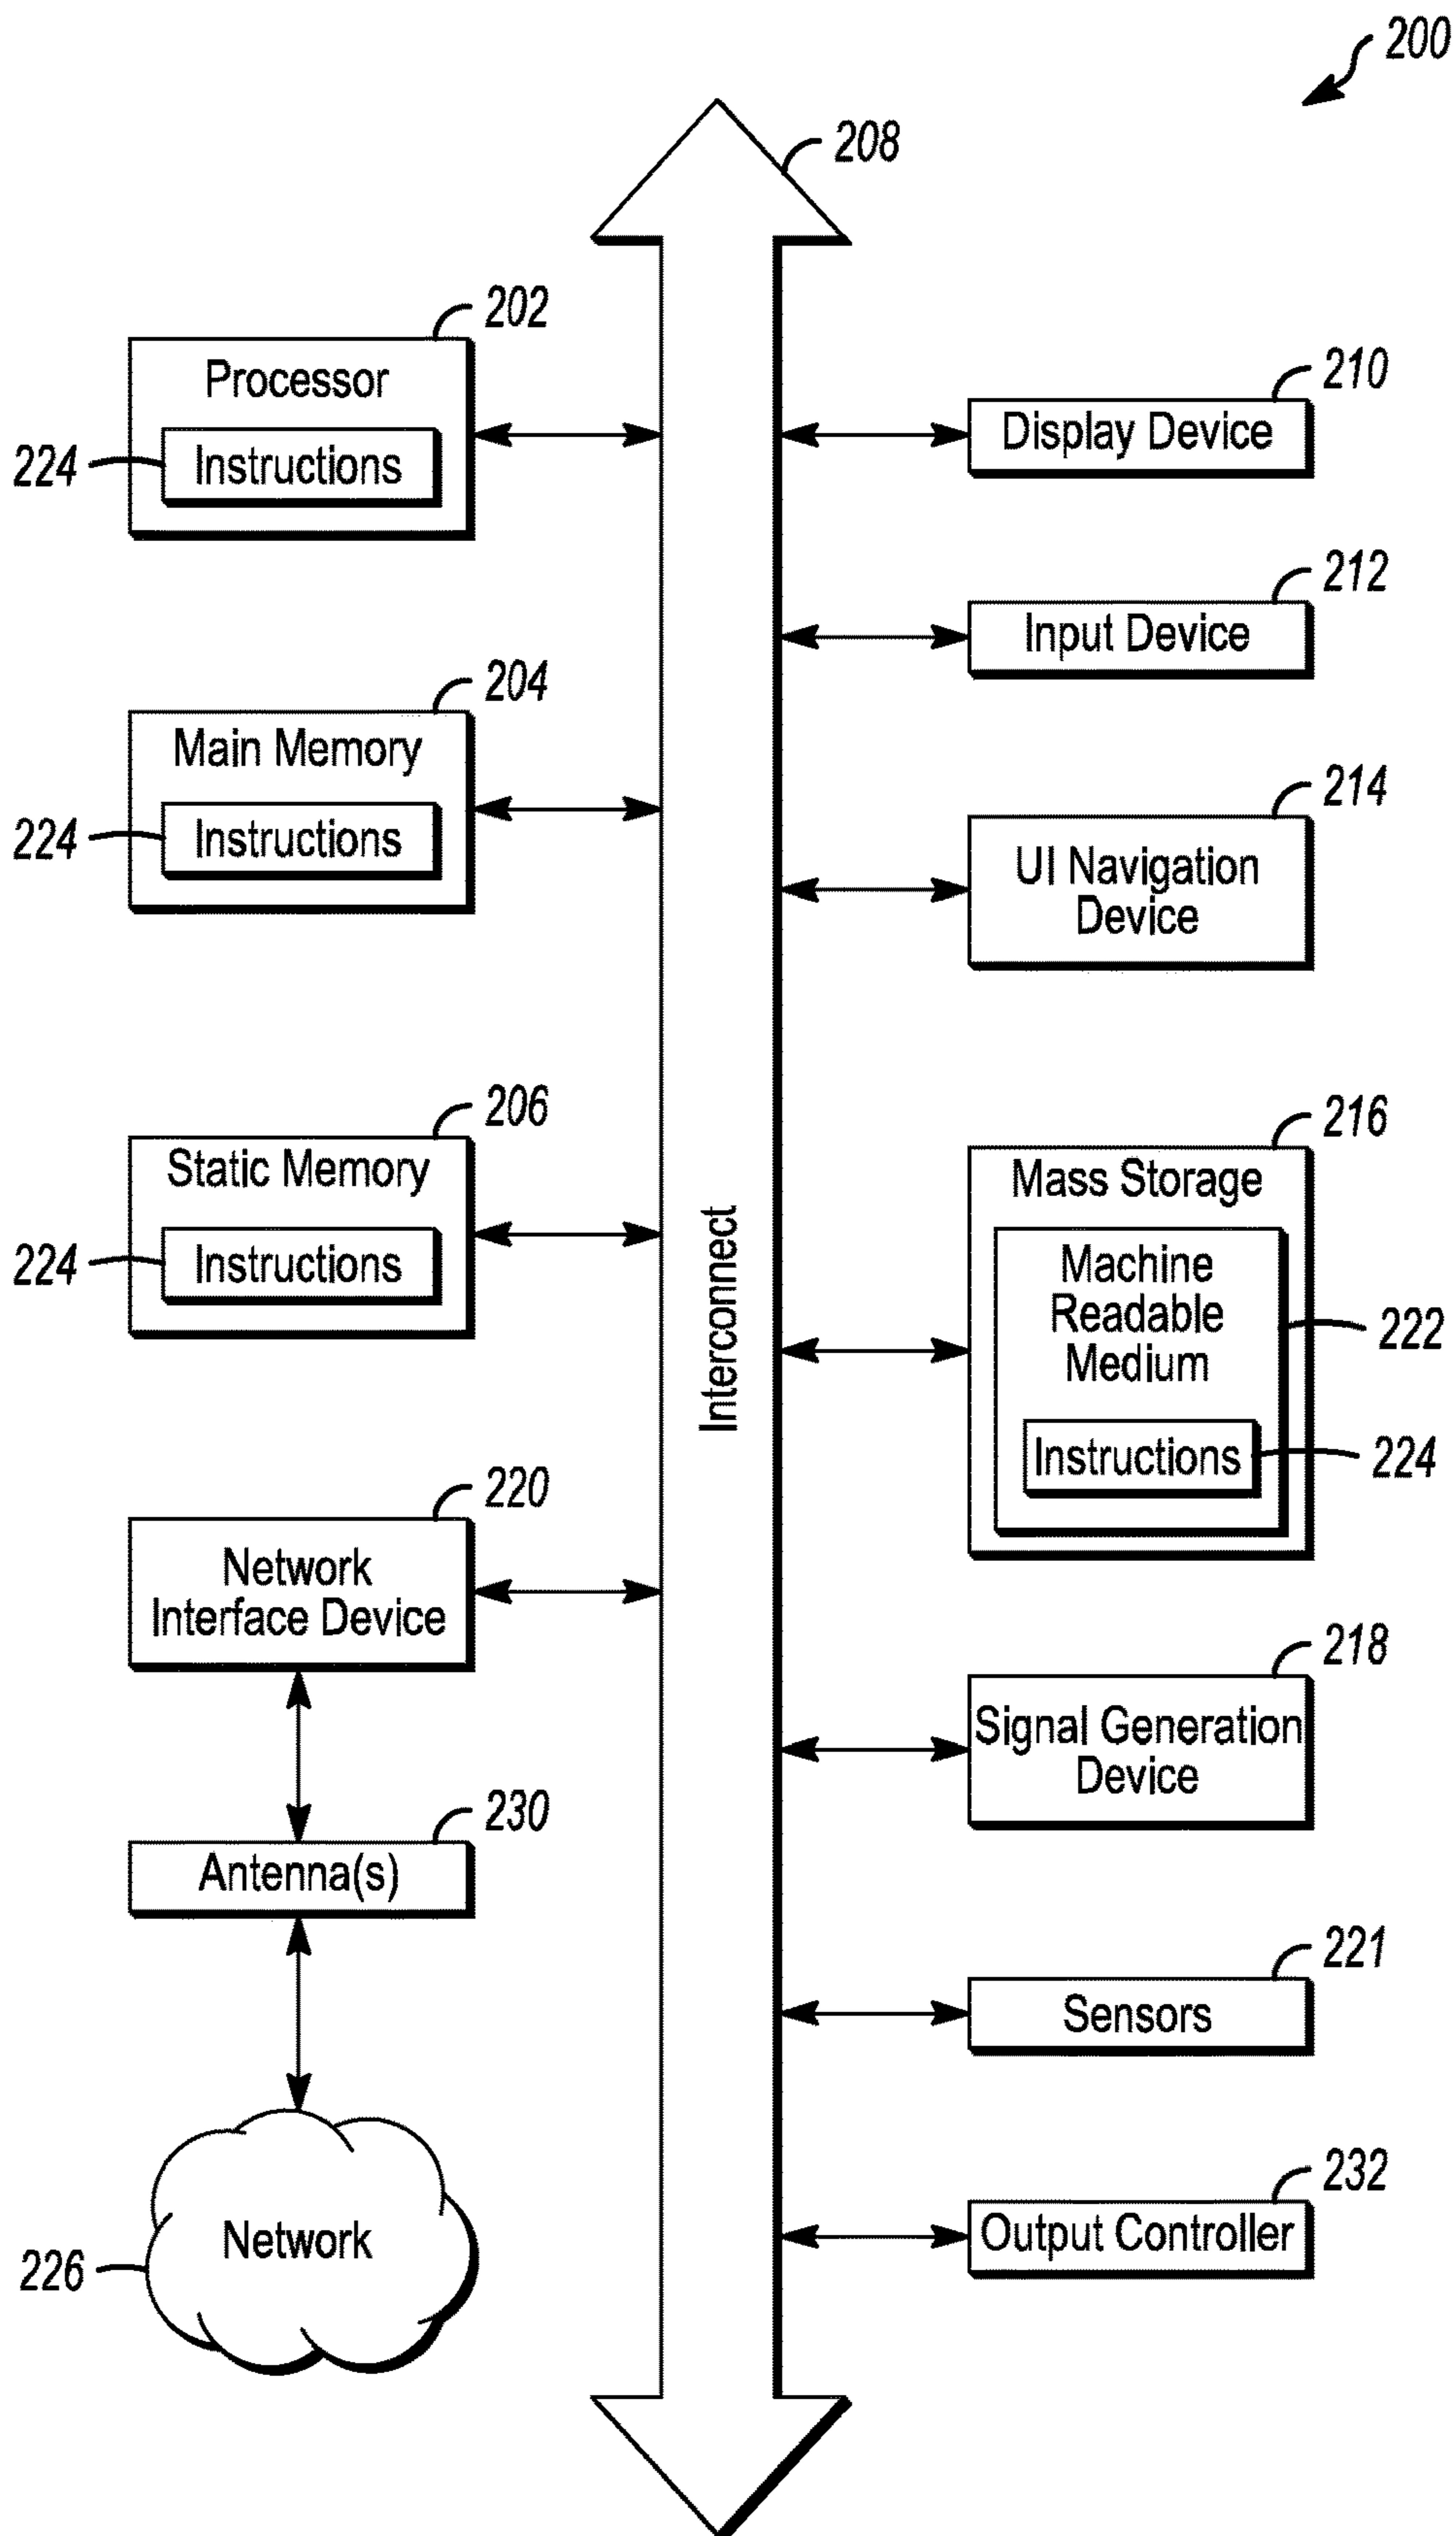 200
208
202
Processor
224
Instructions
204
Main Memory
224
Instructions
206
Static Memory
224
Instructions
220
Network
Interface Device
230
Antenna(s)
Network
226
Interconnect
210
Display Device
212
Input Device
214
UI Navigation
Device
216
Mass Storage
Machine
Readable
Medium
222
Instructions
224
218
Signal Generation
Device
221
Sensors
232
Output Controller